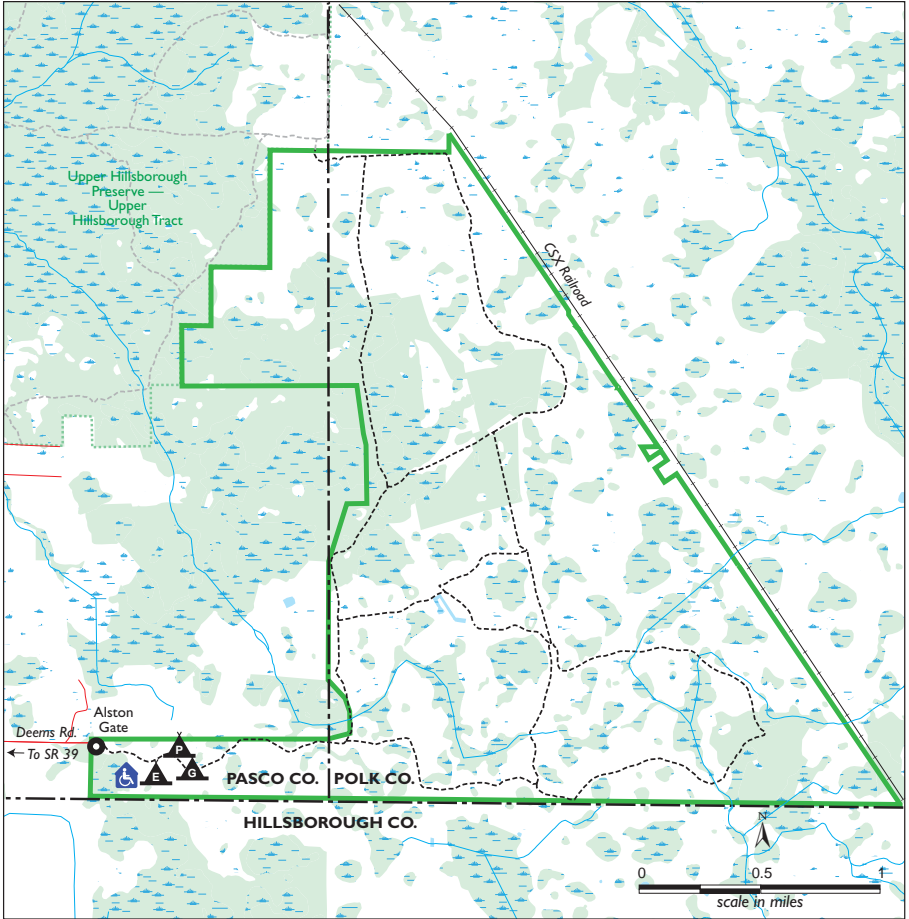 Upper Hillsborough
Preserve —
Upper
Hillsborough Tract
CSX Railroad
Alston
Gate
Deems Rd.
← To SR 39
P
E
G
PASCO CO.
POLK CO.
HILLSBOROUGH CO.
N
0
0.5
1
scale in miles